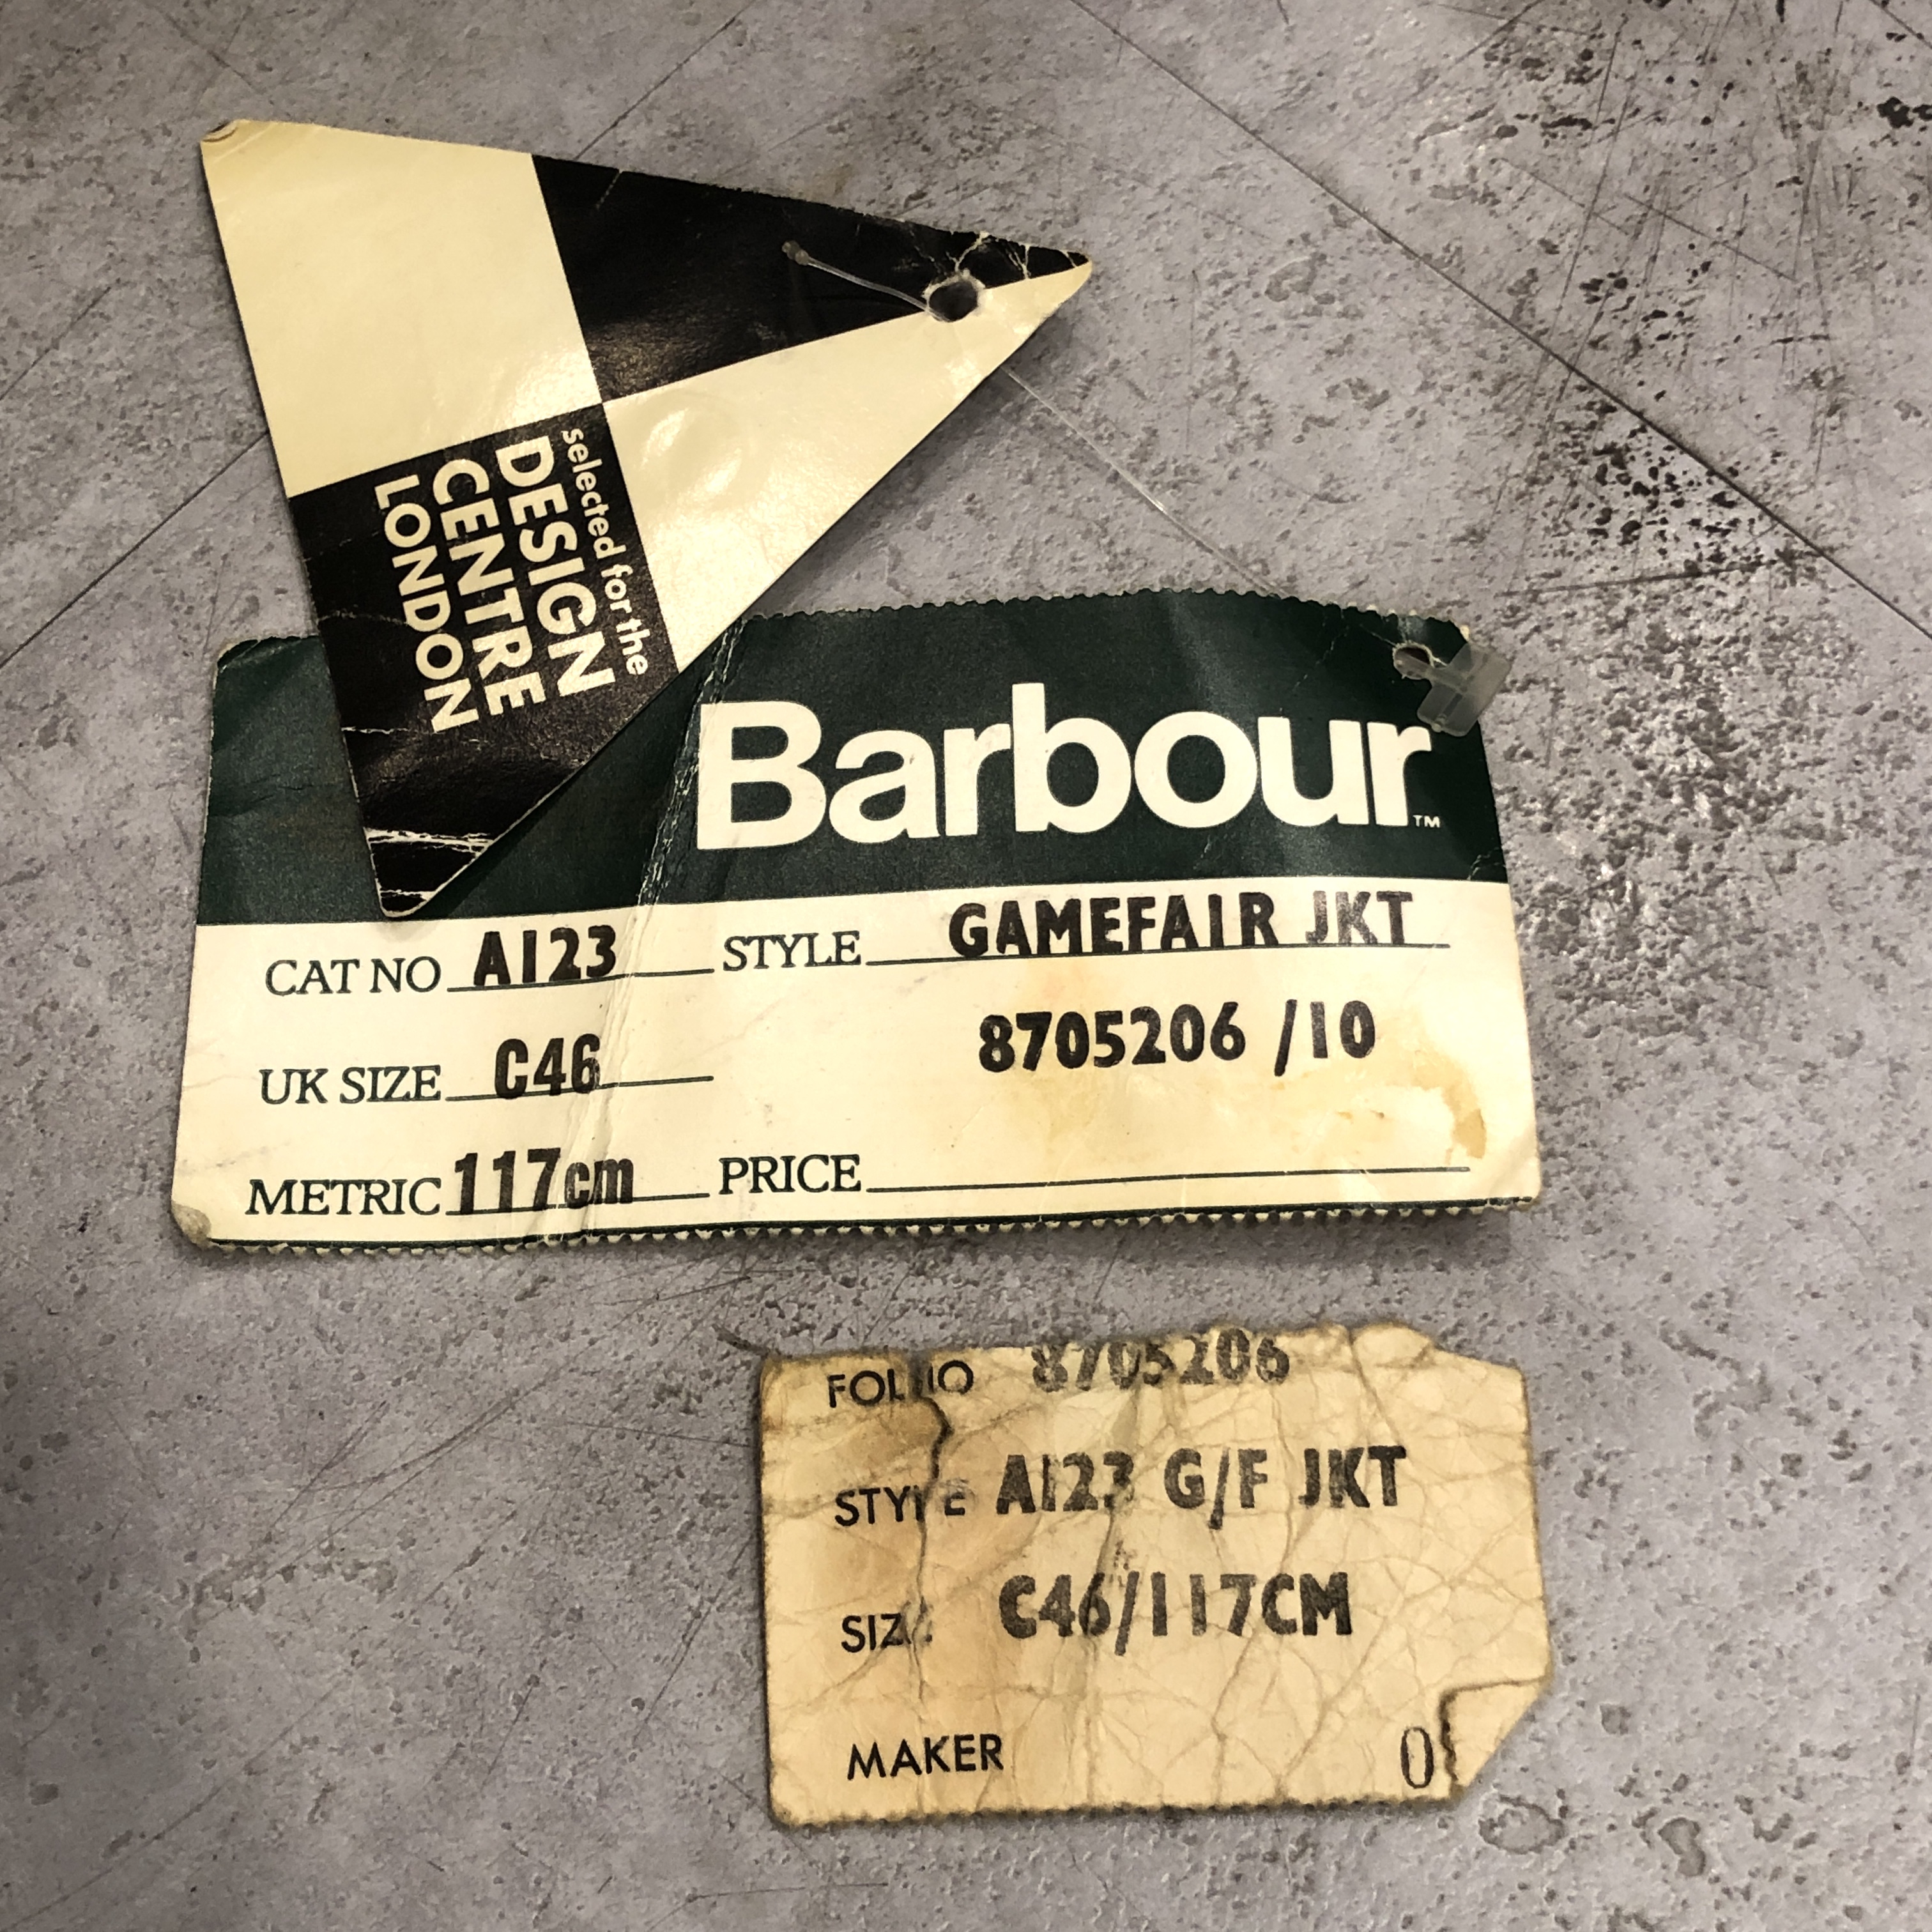 selected for the
DESIGN
CENTRE
LONDON
Barbour™
CAT NO A123 STYLE GAMEFAIR JKT
8705206 /10
UK SIZE C46
METRIC 117cm PRICE
FOLIO 8705206
STYLE A123 G/F JKT
SIZE C46/117CM
MAKER 0